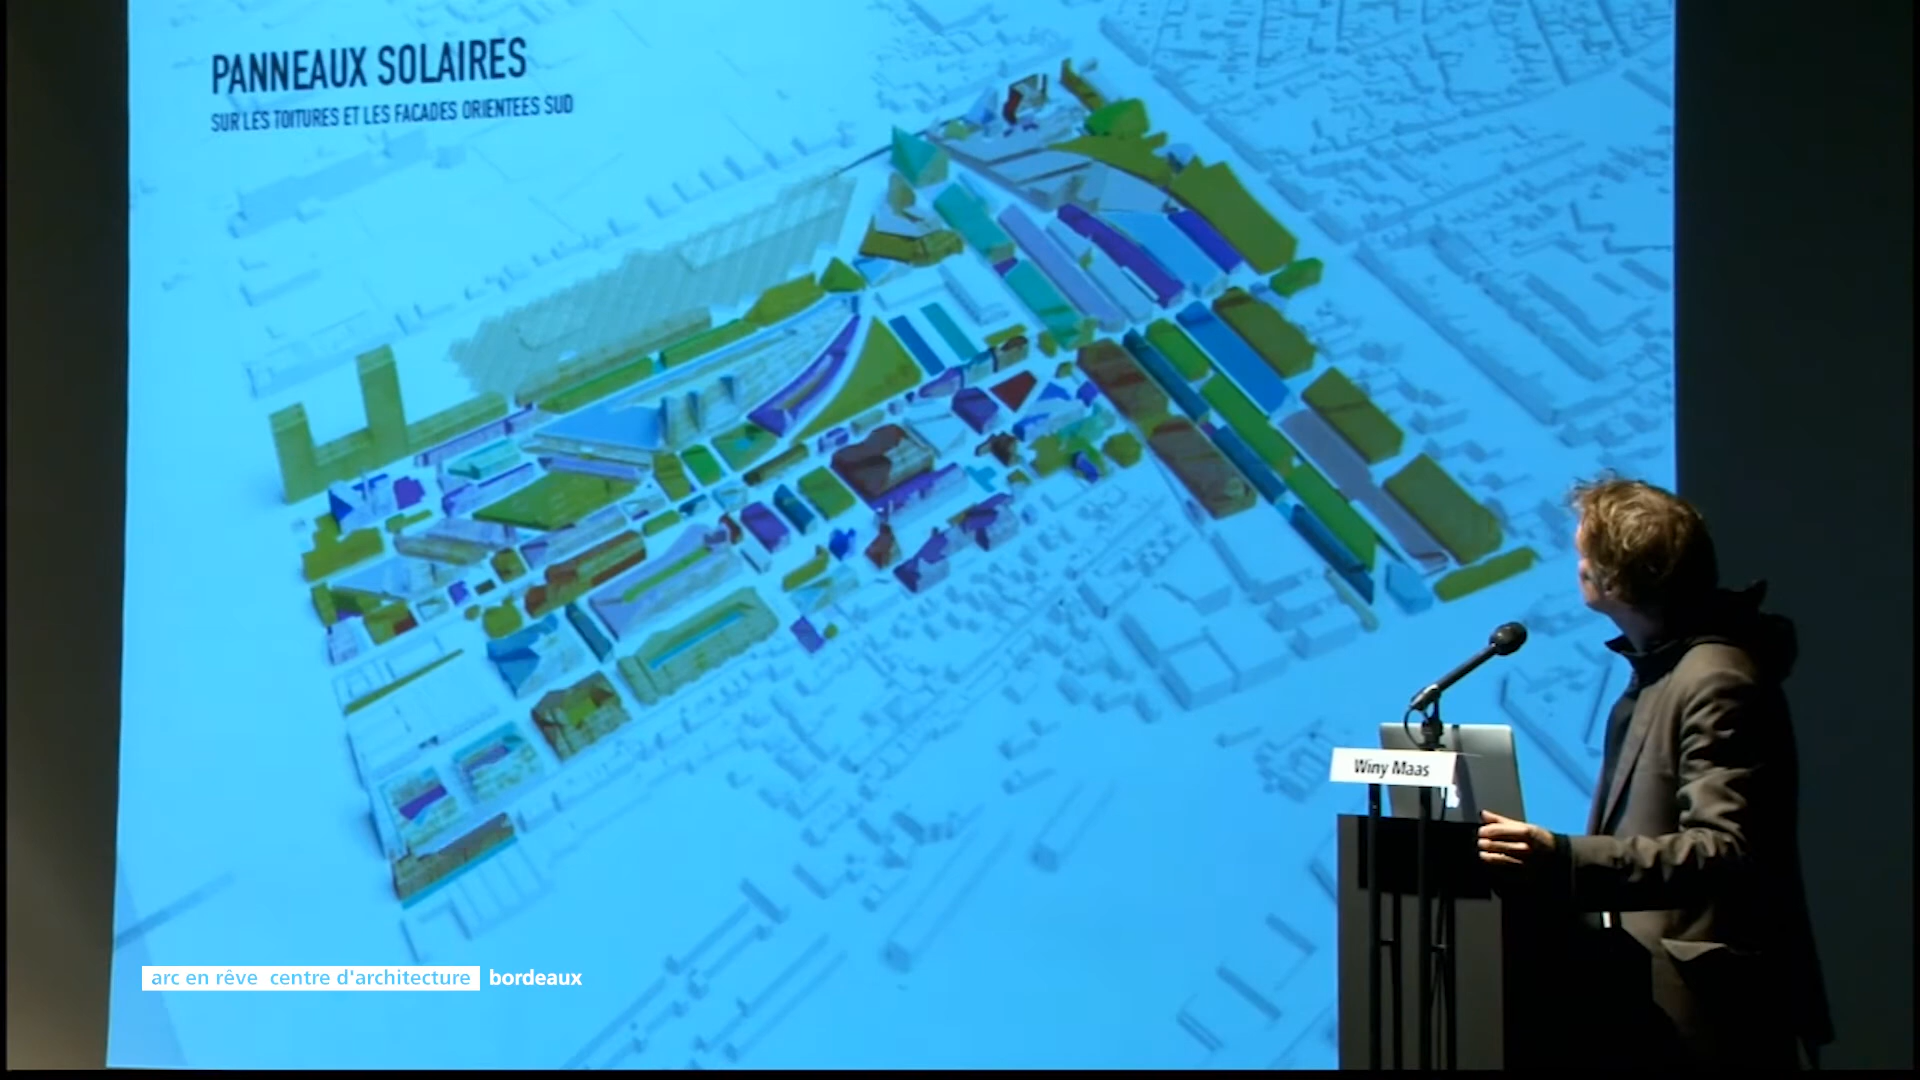 PANNEAUX SOLAIRES
SUR LES TOITURES ET LES FACADES ORIENTEES SUD
Winy Maas
arc en rêve centre d'architecture bordeaux